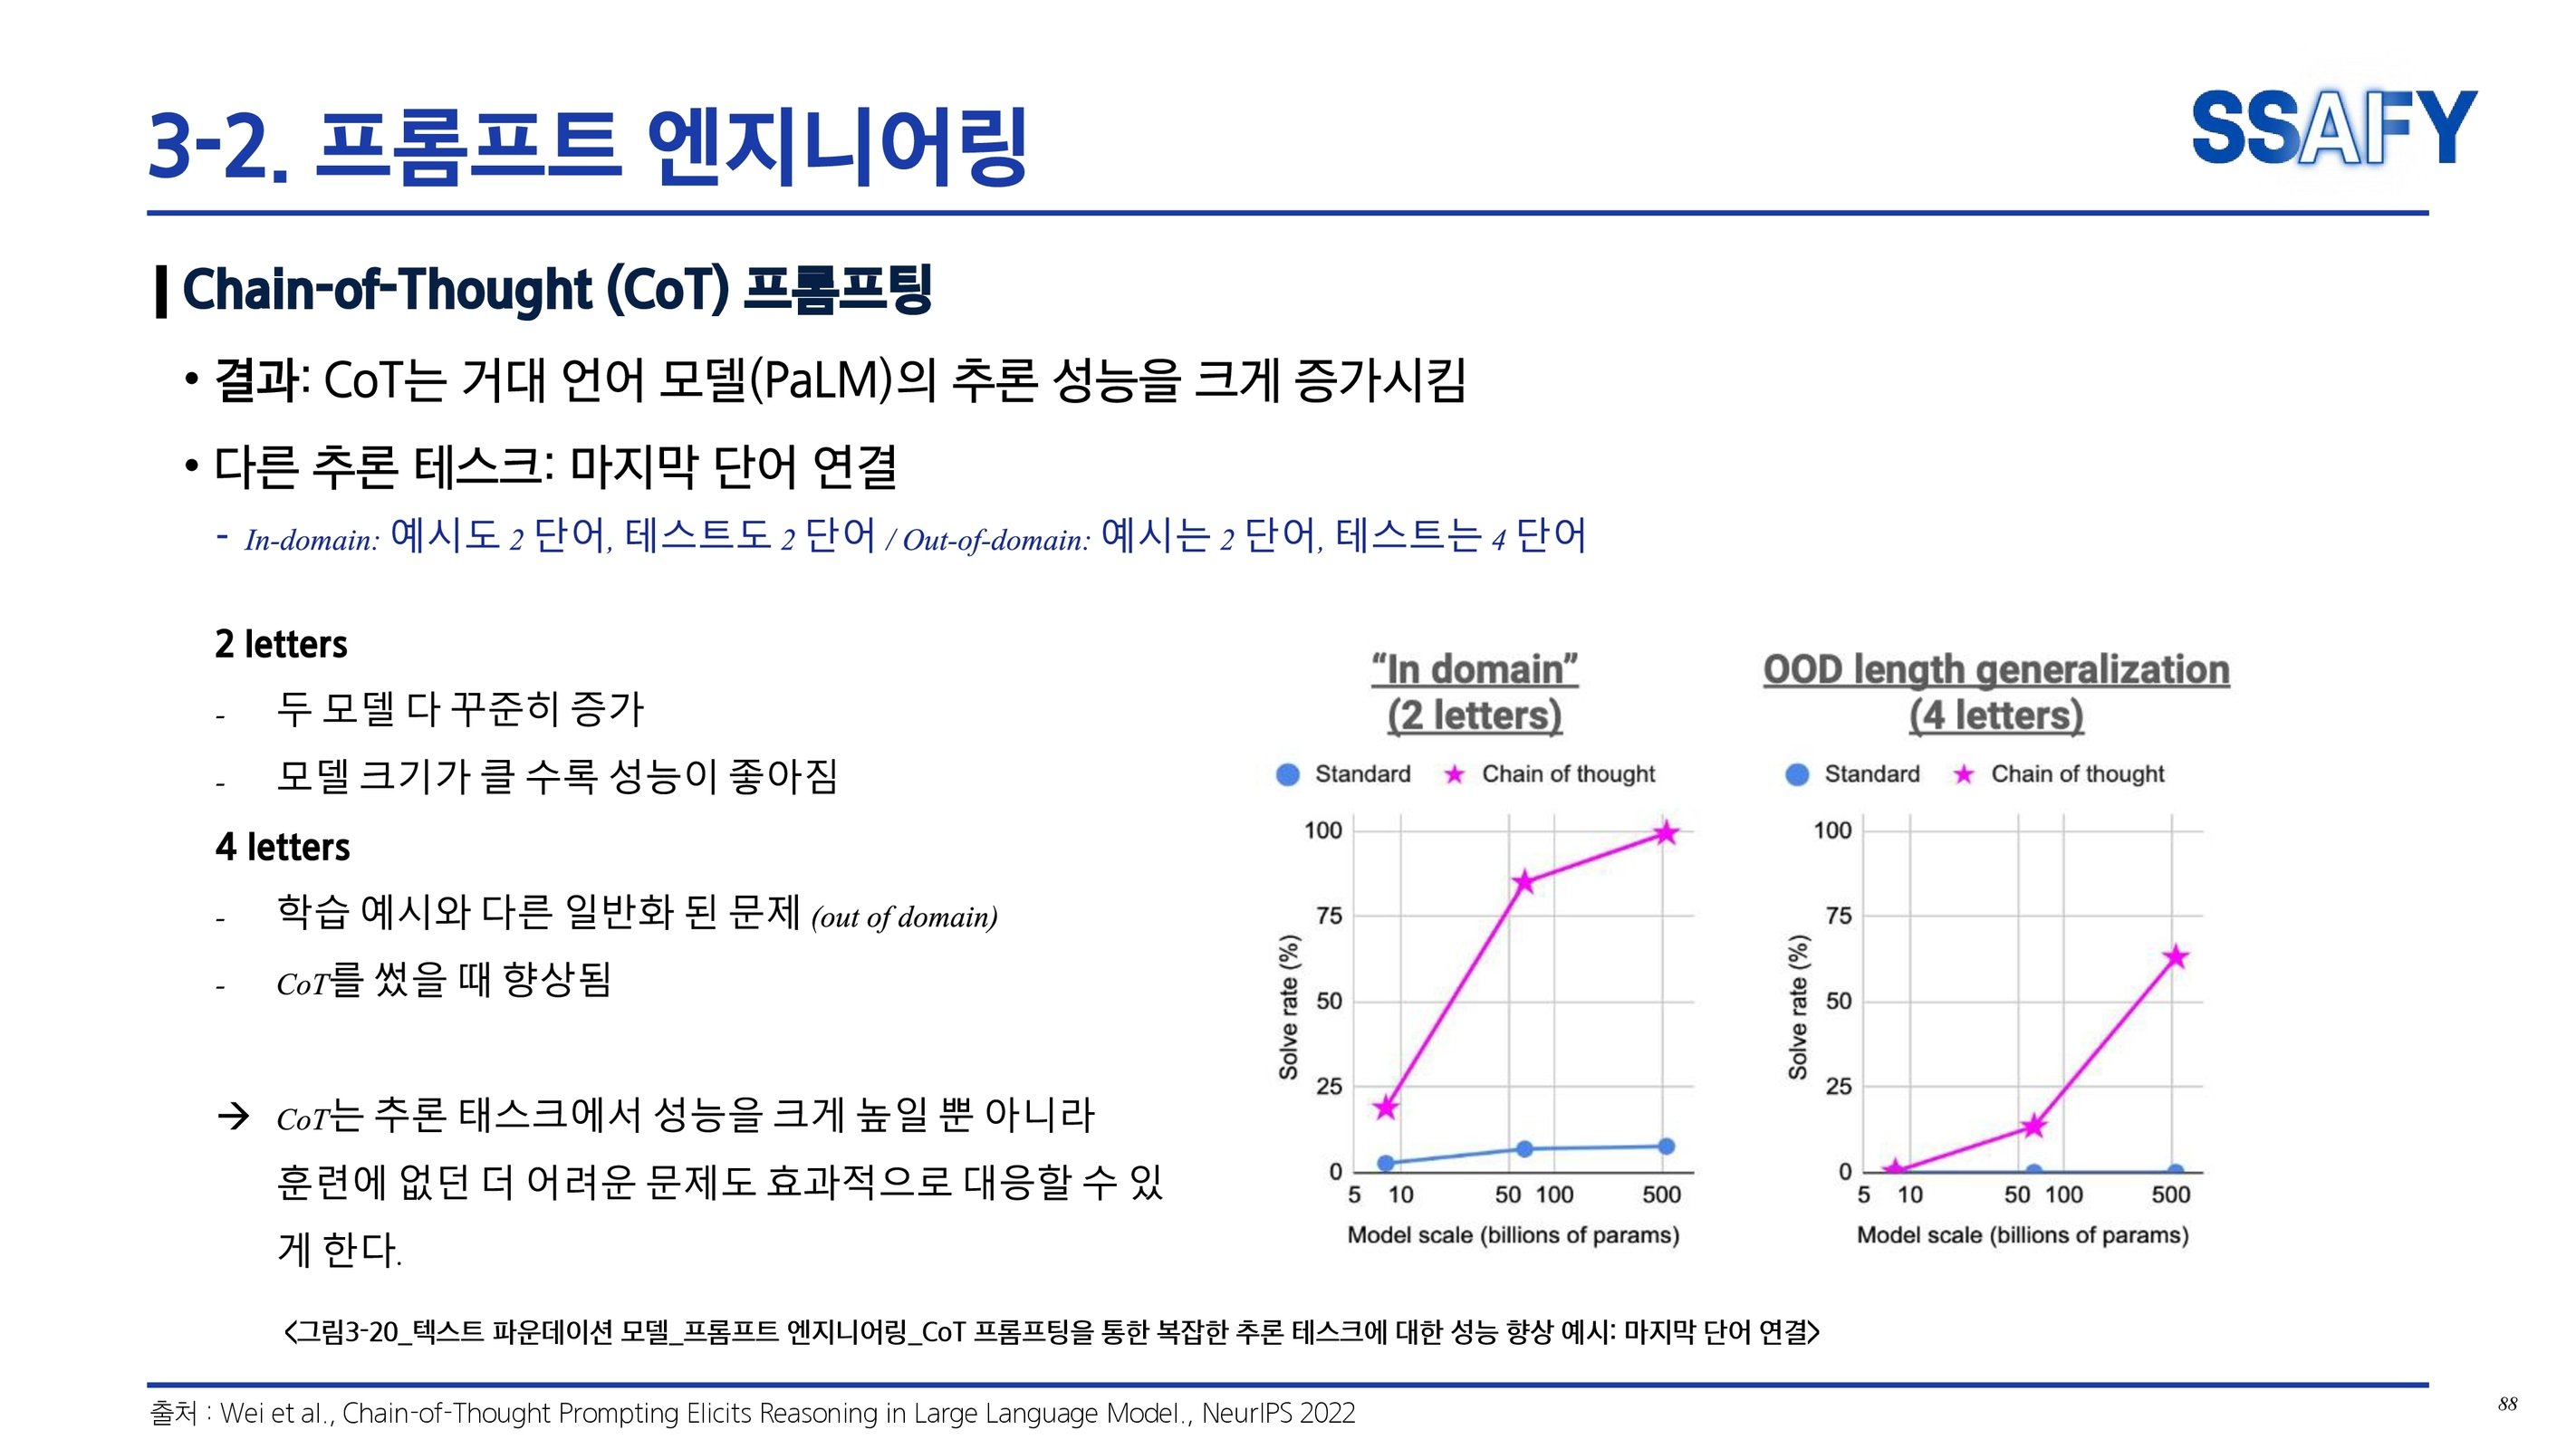 3-2. 프롬프트 엔지니어링
SSAFY
Chain-of-Thought (CoT) 프롬프팅
• 결과: CoT는 거대 언어 모델(PaLM)의 추론 성능을 크게 증가시킴
• 다른 추론 테스크: 마지막 단어 연결
- In-domain: 예시도 2 단어, 테스트도 2 단어 / Out-of-domain: 예시는 2 단어, 테스트는 4 단어
2 letters
- 두 모델 다 꾸준히 증가
- 모델 크기가 클 수록 성능이 좋아짐
4 letters
- 학습 예시와 다른 일반화 된 문제 (out of domain)
- CoT를 썼을 때 향상됨
→ CoT는 추론 태스크에서 성능을 크게 높일 뿐 아니라
훈련에 없던 더 어려운 문제도 효과적으로 대응할 수 있
게 한다.
“In domain”
(2 letters)
Standard Chain of thought
Solve rate (%)
100
75
50
25
0
5 10 50 100 500
Model scale (billions of params)
OOD length generalization
(4 letters)
Standard Chain of thought
Solve rate (%)
100
75
50
25
0
5 10 50 100 500
Model scale (billions of params)
<그림3-20_텍스트 파운데이션 모델_프롬프트 엔지니어링_CoT 프롬프팅을 통한 복잡한 추론 테스크에 대한 성능 향상 예시: 마지막 단어 연결>
출처 : Wei et al., Chain-of-Thought Prompting Elicits Reasoning in Large Language Model., NeurIPS 2022
88